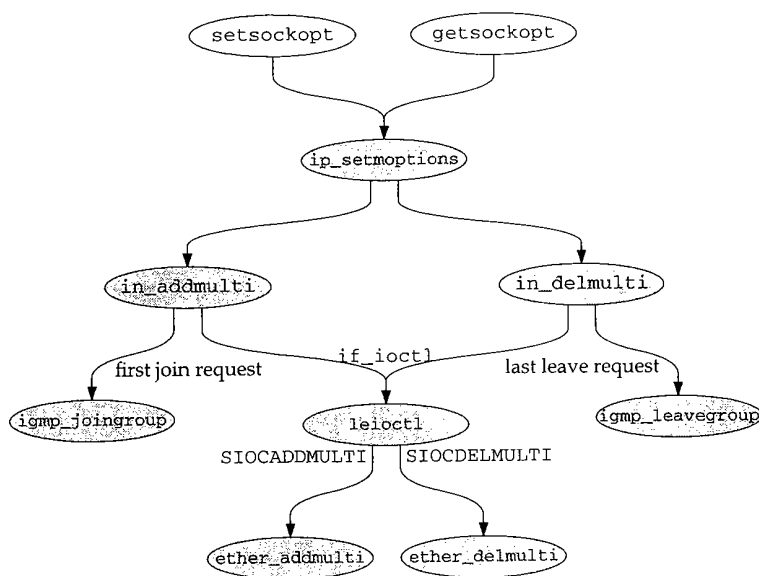 setsockopt
getsockopt
ip_setmoptions
in_addmulti
in_delmulti
if_ioctl
first join request
last leave request
igmp_joingroup
leioctl
igmp_leavegroup
SIOCADDMULTI
SIOCDELMULTI
ether_addmulti
ether_delmulti